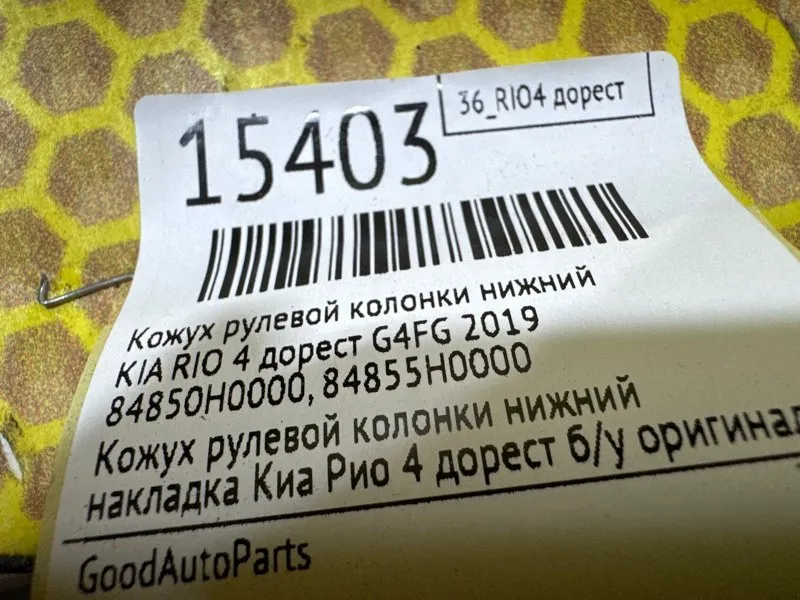 15403
36_RIO4 дорест
Кожух рулевой колонки нижний
KIA RIO 4 дорест G4FG 2019
84850H0000, 84855H0000
Кожух рулевой колонки нижний
накладка Киа Рио 4 дорест б/у оригинал
GoodAutoParts